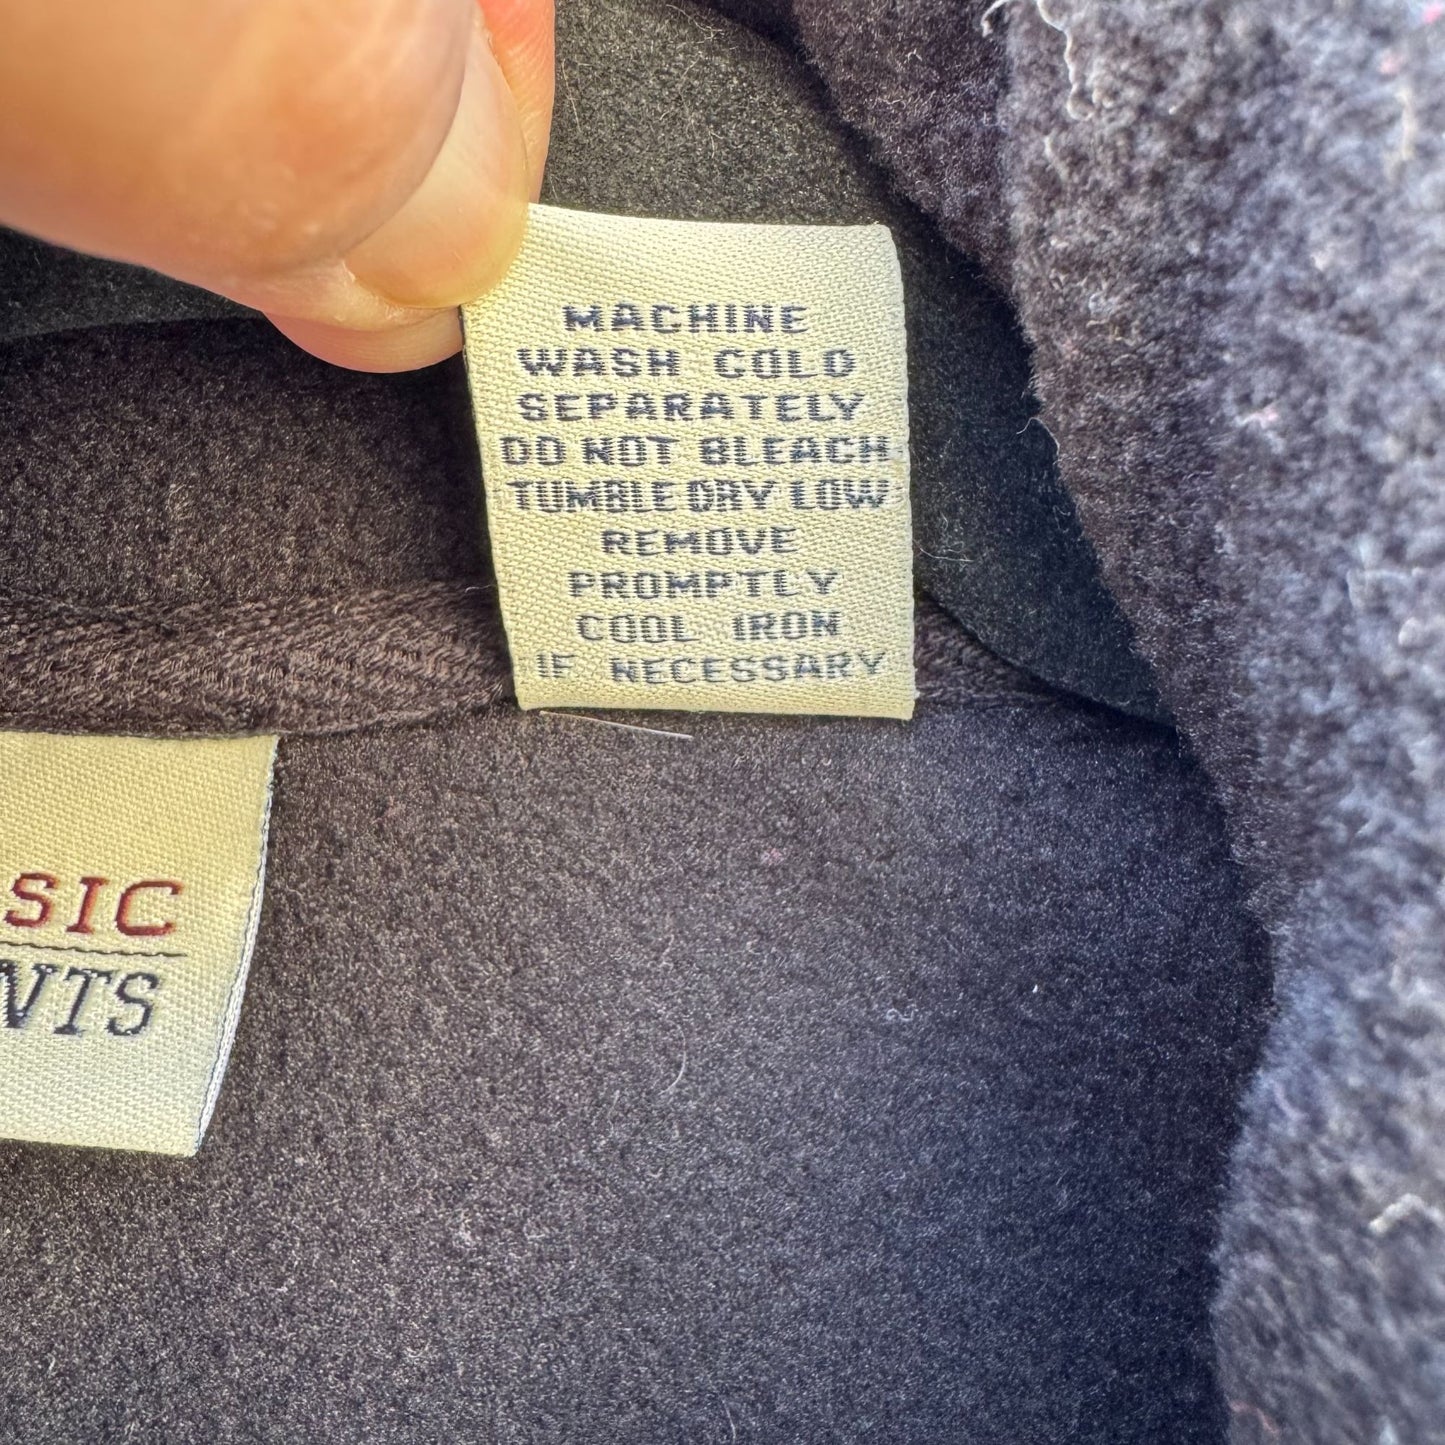 MACHINE
WASH COLD
SEPARATELY
DO NOT BLEACH
TUMBLE DRY LOW
REMOVE
PROMPTLY
COOL IRON
IF NECESSARY
SIC
NTS